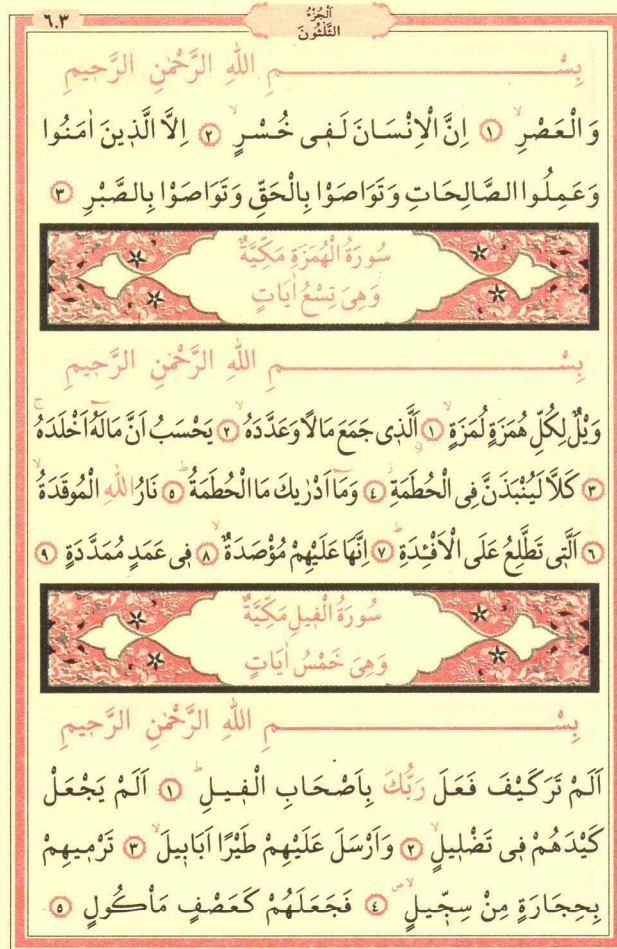 ٦٠٣
اَلْجُزْءُ
الثَّلٰثُونَ
بِسْمِ اللّٰهِ الرَّحْمٰنِ الرَّحٖيمِ
وَالْعَصْرِۙ ١ اِنَّ الْاِنْسَانَ لَفٖى خُسْرٍۙ ٢ اِلَّا الَّذٖينَ اٰمَنُوا
وَعَمِلُوا الصَّالِحَاتِ وَتَوَاصَوْا بِالْحَقِّ وَتَوَاصَوْا بِالصَّبْرِ ٣
سُورَةُ الْهُمَزَةِ مَكِّيَّةٌ
وَهِىَ تِسْعُ اٰيَاتٍ
بِسْمِ اللّٰهِ الرَّحْمٰنِ الرَّحٖيمِ
وَيْلٌ لِكُلِّ هُمَزَةٍ لُمَزَةٍۙ ١ اَلَّذٖى جَمَعَ مَالًا وَعَدَّدَهُۙ ٢ يَحْسَبُ اَنَّ مَالَهُٓ اَخْلَدَهُۚ
٣ كَلَّا لَيُنْبَذَنَّ فِى الْحُطَمَةِۘ ٤ وَمَٓا اَدْرٰيكَ مَا الْحُطَمَةُؕ ٥ نَارُ اللّٰهِ الْمُوقَدَةُۙ
٦ اَلَّتٖى تَطَّلِعُ عَلَى الْاَفْـِٔدَةِؕ ٧ اِنَّهَا عَلَيْهِمْ مُؤْصَدَةٌۙ ٨ فٖى عَمَدٍ مُمَدَّدَةٍ ٩
سُورَةُ الْفٖيلِ مَكِّيَّةٌ
وَهِىَ خَمْسُ اٰيَاتٍ
بِسْمِ اللّٰهِ الرَّحْمٰنِ الرَّحٖيمِ
اَلَمْ تَرَ كَيْفَ فَعَلَ رَبُّكَ بِاَصْحَابِ الْفٖيلِؕ ١ اَلَمْ يَجْعَلْ
كَيْدَهُمْ فٖى تَضْلٖيلٍۙ ٢ وَاَرْسَلَ عَلَيْهِمْ طَيْرًا اَبَابٖيلَۙ ٣ تَرْمٖيهِمْ
بِحِجَارَةٍ مِنْ سِجّٖيلٍۙ ٤ فَجَعَلَهُمْ كَعَصْفٍ مَاْكُولٍ ٥